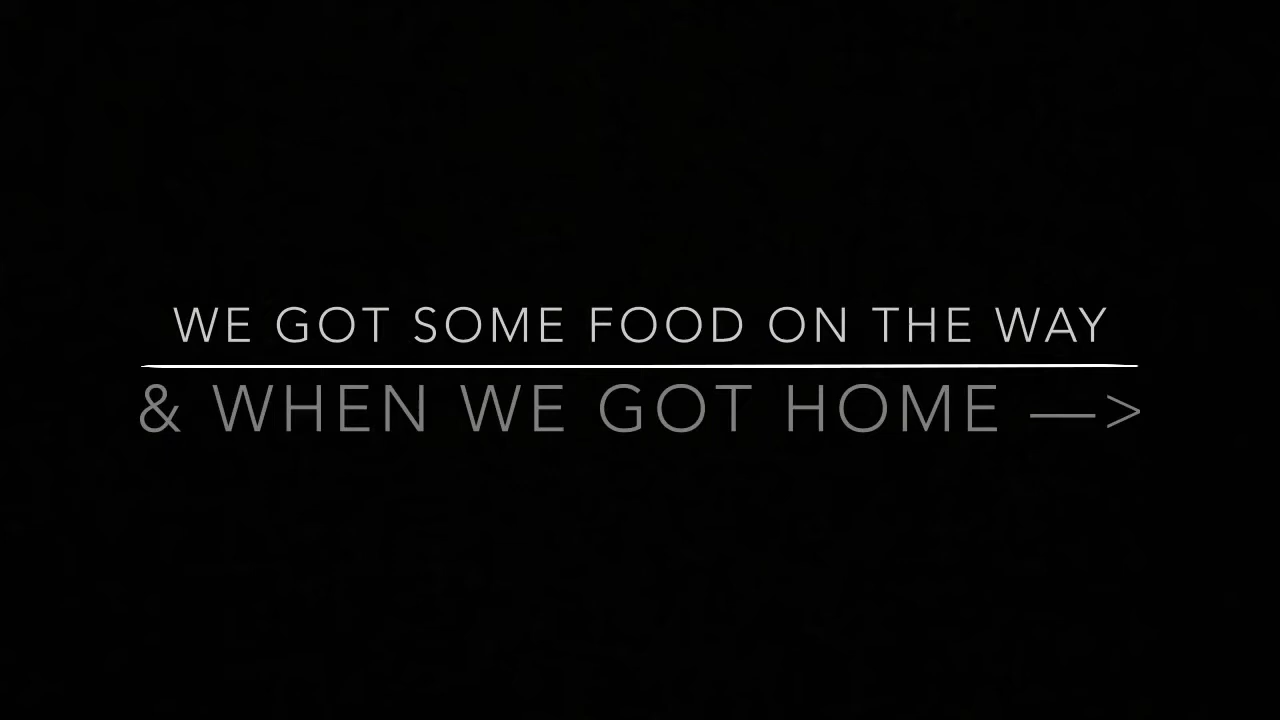 WE GOT SOME FOOD ON THE WAY
& WHEN WE GOT HOME —>